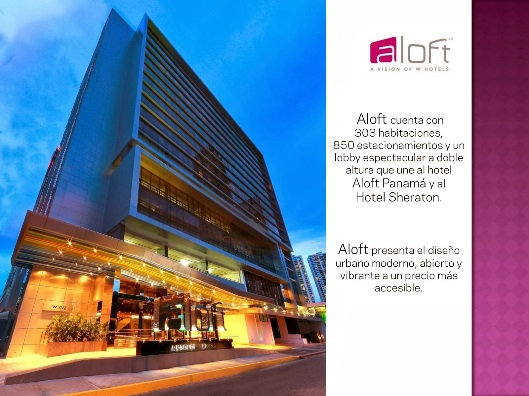 aloft
A VISION OF W HOTELS
Aloft cuenta con
303 habitaciones,
850 estacionamientos y un
lobby espectacular a doble
altura que une al hotel
Aloft Panamá y al
Hotel Sheraton.
Aloft presenta el diseño
urbano moderno, abierto y
vibrante a un precio más
accesible.
aloft